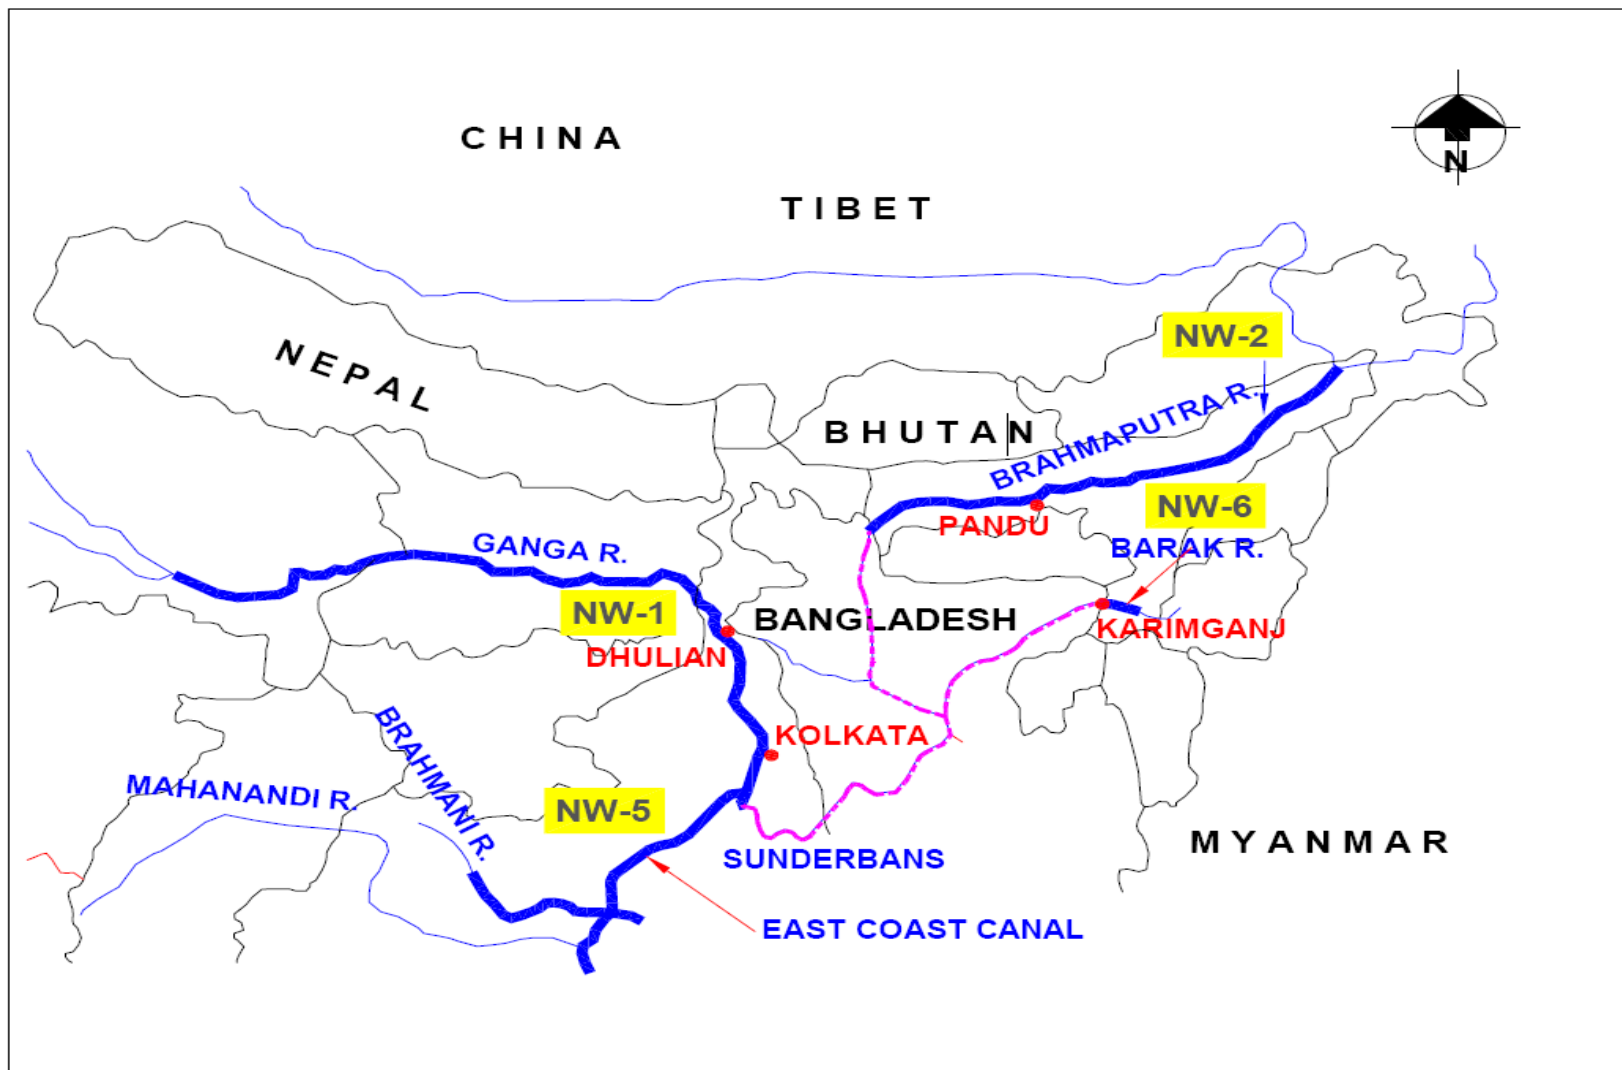 CHINA
N
TIBET
NW-2
NEPAL
BHUTAN
BRAHMAPUTRA R.
NW-6
PANDU
GANGA R.
BARAK R.
NW-1
BANGLADESH
KARIMGANJ
DHULIAN
KOLKATA
BRAHMANI R.
MAHANANDI R.
NW-5
MYANMAR
SUNDERBANS
EAST COAST CANAL